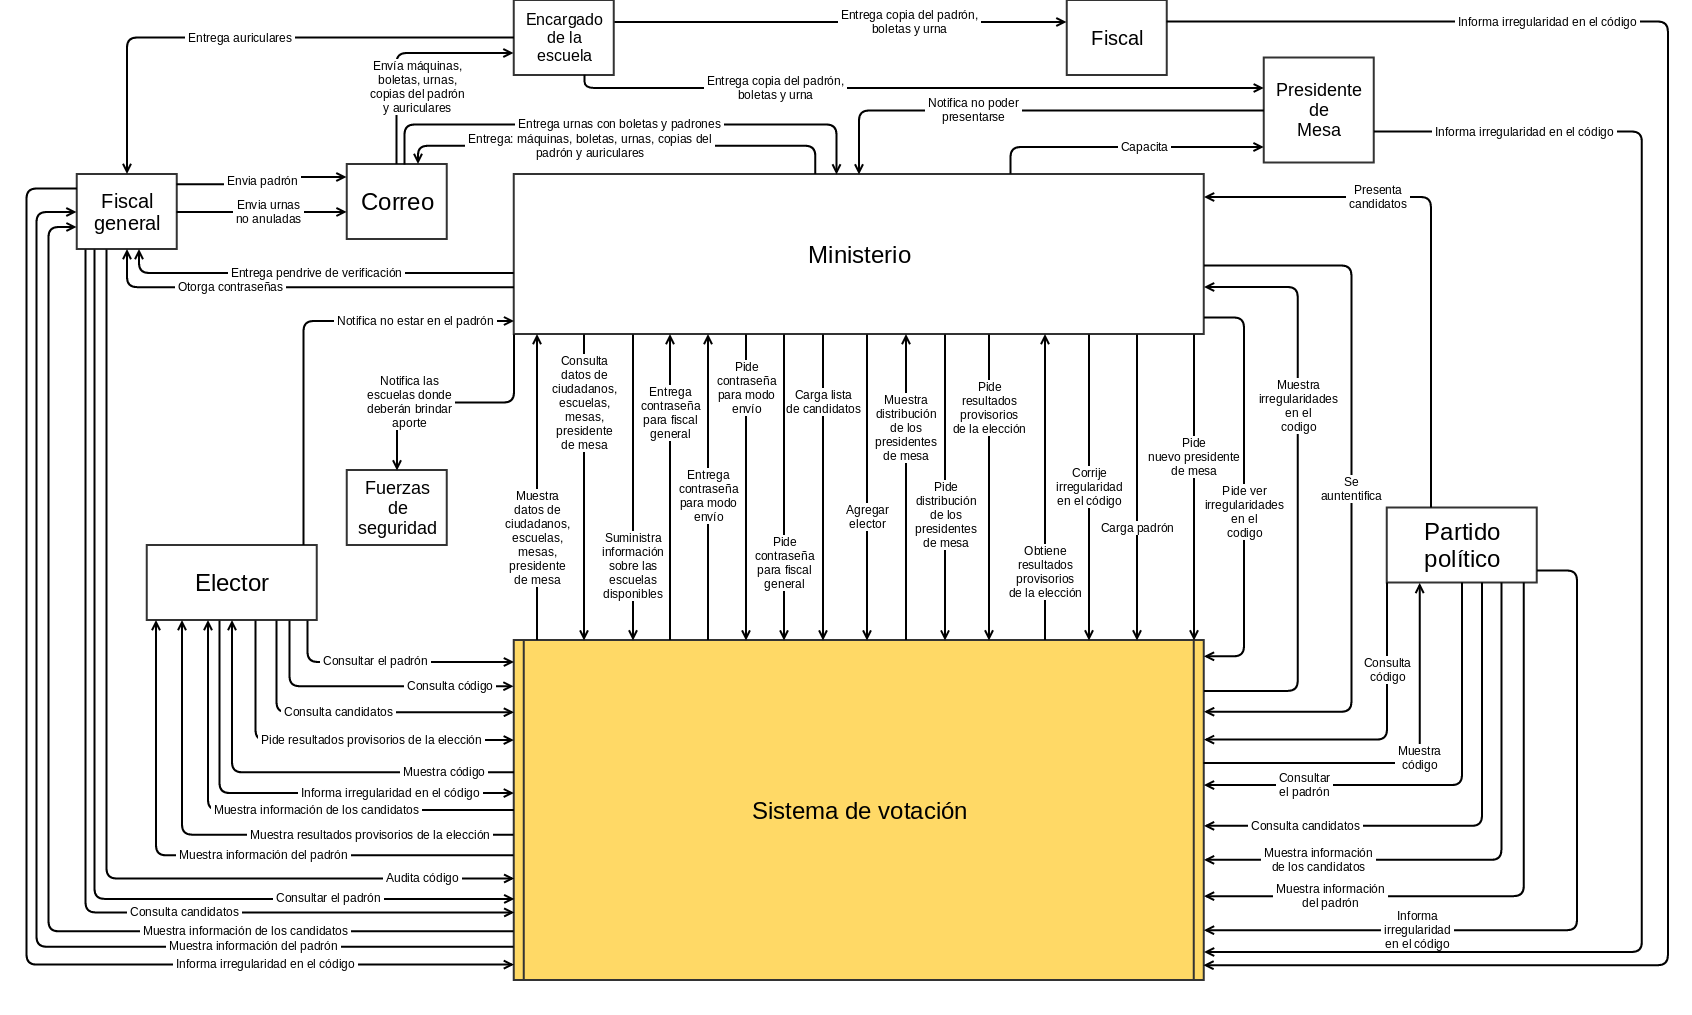 Encargado
de la
escuela
Entrega copia del padrón,
boletas y urna
Fiscal
Informa irregularidad en el código
Entrega auriculares
Envía máquinas,
boletas, urnas,
copias del padrón
y auriculares
Entrega copia del padrón,
boletas y urna
Presidente
de
Mesa
Notifica no poder
presentarse
Entrega urnas con boletas y padrones
Entrega: máquinas, boletas, urnas, copias del
padrón y auriculares
Capacita
Informa irregularidad en el código
Fiscal
general
Envia padrón
Envia urnas
no anuladas
Correo
Presenta
candidatos
Ministerio
Entrega pendrive de verificación
Otorga contraseñas
Notifica no estar en el padrón
Notifica las
escuelas donde
deberán brindar
aporte
Fuerzas
de
seguridad
Elector
Muestra
datos de
ciudadanos,
escuelas,
mesas,
presidente
de mesa
Consulta
datos de
ciudadanos,
escuelas,
mesas,
presidente
de mesa
Suministra
información
sobre las
escuelas
disponibles
Entrega
contraseña
para fiscal
general
Entrega
contraseña
para modo
envío
Pide
contraseña
para modo
envío
Pide
contraseña
para fiscal
general
Carga lista
de candidatos
Agregar
elector
Muestra
distribución
de los
presidentes
de mesa
Pide
distribución
de los
presidentes
de mesa
Pide
resultados
provisorios
de la elección
Obtiene
resultados
provisorios
de la elección
Corrije
irregularidad
en el código
Carga padrón
Pide
nuevo presidente
de mesa
Pide ver
irregularidades
en el
codigo
Muestra
irregularidades
en el
codigo
Se
auntentifica
Partido
político
Consultar el padrón
Consulta código
Consulta candidatos
Pide resultados provisorios de la elección
Muestra código
Informa irregularidad en el código
Muestra información de los candidatos
Muestra resultados provisorios de la elección
Muestra información del padrón
Audita código
Consultar el padrón
Consulta candidatos
Muestra información de los candidatos
Muestra información del padrón
Informa irregularidad en el código
Sistema de votación
Consulta
código
Muestra
código
Consultar
el padrón
Consulta candidatos
Muestra información
de los candidatos
Muestra información
del padrón
Informa
irregularidad
en el código